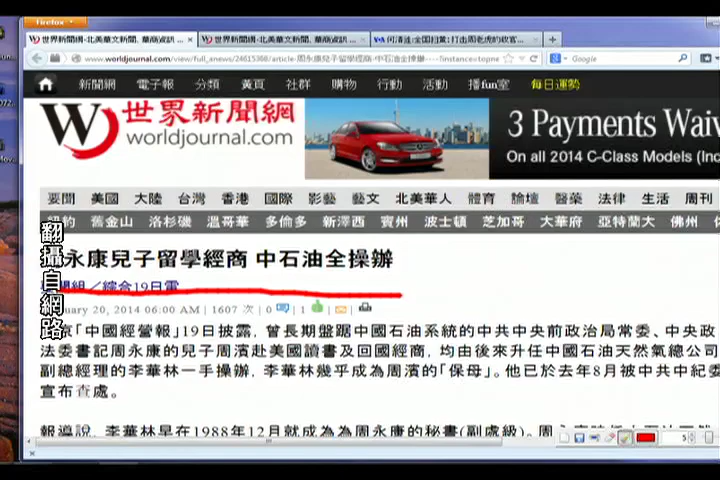 Firefox
世界新聞網-北美華文新聞、華商資訊 ...
世界新聞網-北美華文新聞、華商資訊 ...
www.worldjournal.com/view/full_enews/24615360/article-周永康兒子留學經商-中石油全操辦----?instance=topne
Google
新聞網 電子報 分類 黃頁 社群 購物 行動 活動 播fun室 每日運勢
世界新聞網
worldjournal.com
3 Payments Waiv
On all 2014 C-Class Models (Inc
要聞 美國 大陸 台灣 香港 國際 影藝 藝文 北美華人 體育 論壇 醫藥 法律 生活 周刊
紐約 舊金山 洛杉磯 溫哥華 多倫多 新澤西 賓州 波士頓 芝加哥 大華府 亞特蘭大 佛州
翻攝自網路
永康兒子留學經商 中石油全操辦
聞組／綜合19日電
uary 20, 2014 06:00 AM | 1607 次 | 0 | 1
京「中國經營報」19日披露，曾長期盤踞中國石油系統的中共中央前政治局常委、中央政
法委書記周永康的兒子周濱赴美國讀書及回國經商，均由後來升任中國石油天然氣總公司
副總經理的李華林一手操辦，李華林幾乎成為周濱的「保母」。他已於去年8月被中共中紀委
宣布查處。
報導說，李華林早在1988年12月就成為為周永康的秘書(副處級)。周
5